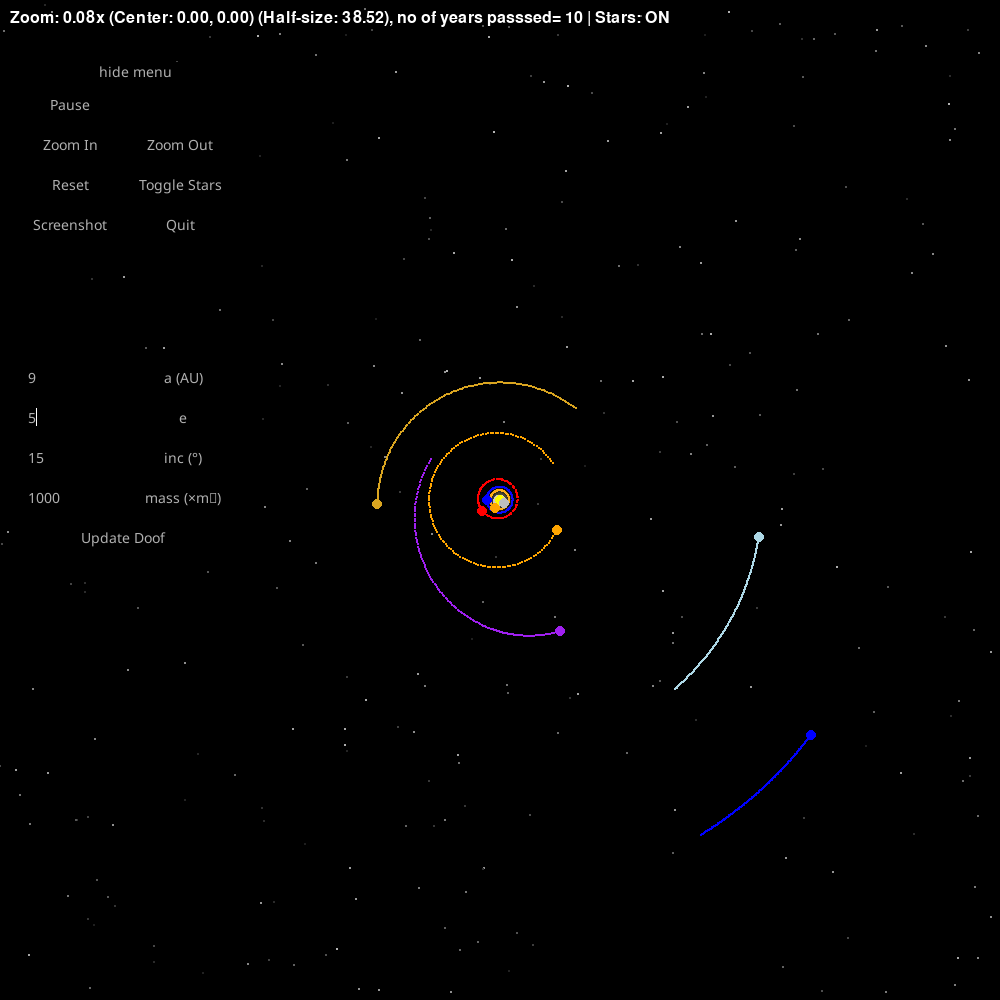 Zoom: 0.08x (Center: 0.00, 0.00) (Half-size: 38.52), no of years passsed= 10 | Stars: ON
hide menu
Pause
Zoom In Zoom Out
Reset Toggle Stars
Screenshot Quit
9 a (AU)
5 e
15 inc (°)
1000 mass (×m▯)
Update Doof